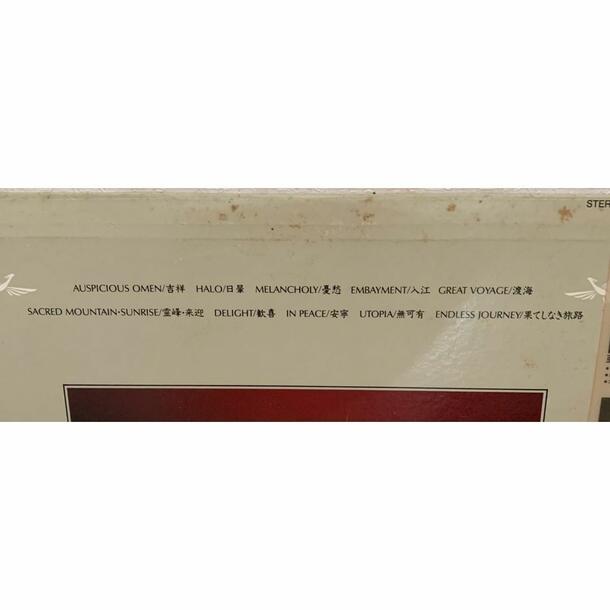 STER
AUSPICIOUS OMEN/吉祥 HALO/日暈 MELANCHOLY/憂愁 EMBAYMENT/入江 GREAT VOYAGE/渡海
SACRED MOUNTAIN·SUNRISE/霊峰·来迎 DELIGHT/歓喜 IN PEACE/安寧 UTOPIA/無可有 ENDLESS JOURNEY/果てしなき旅路